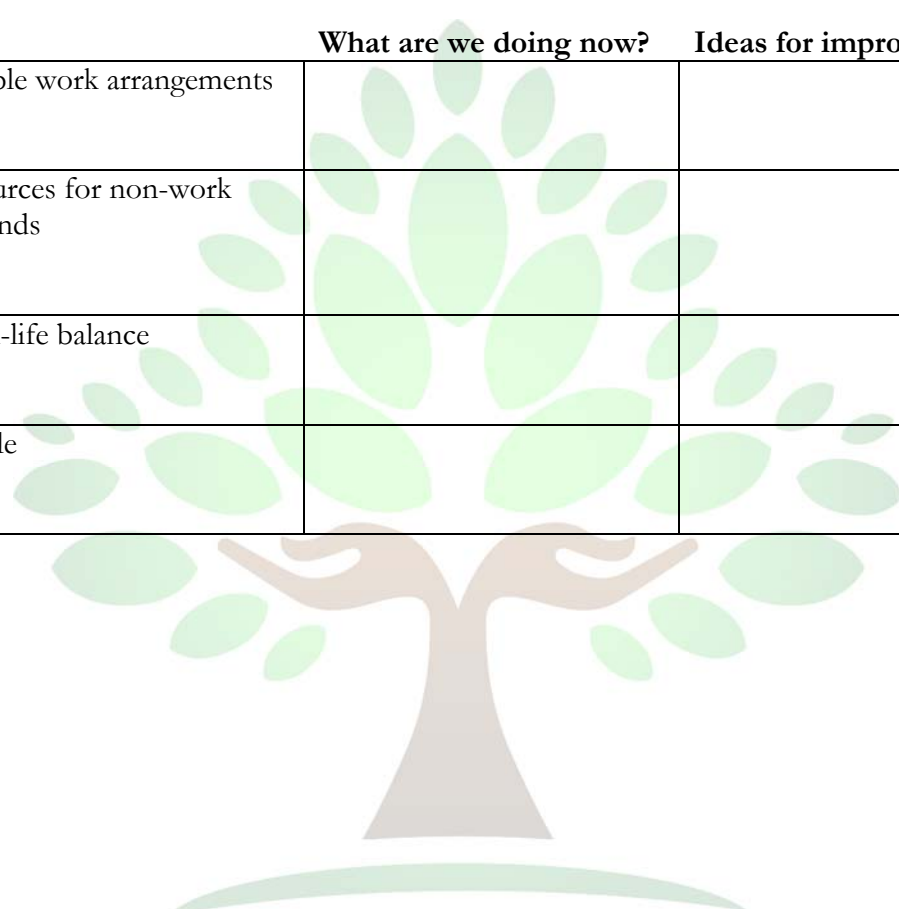 What are we doing now? Ideas for impro
ble work arrangements
urces for non-work
nds
-life balance
le